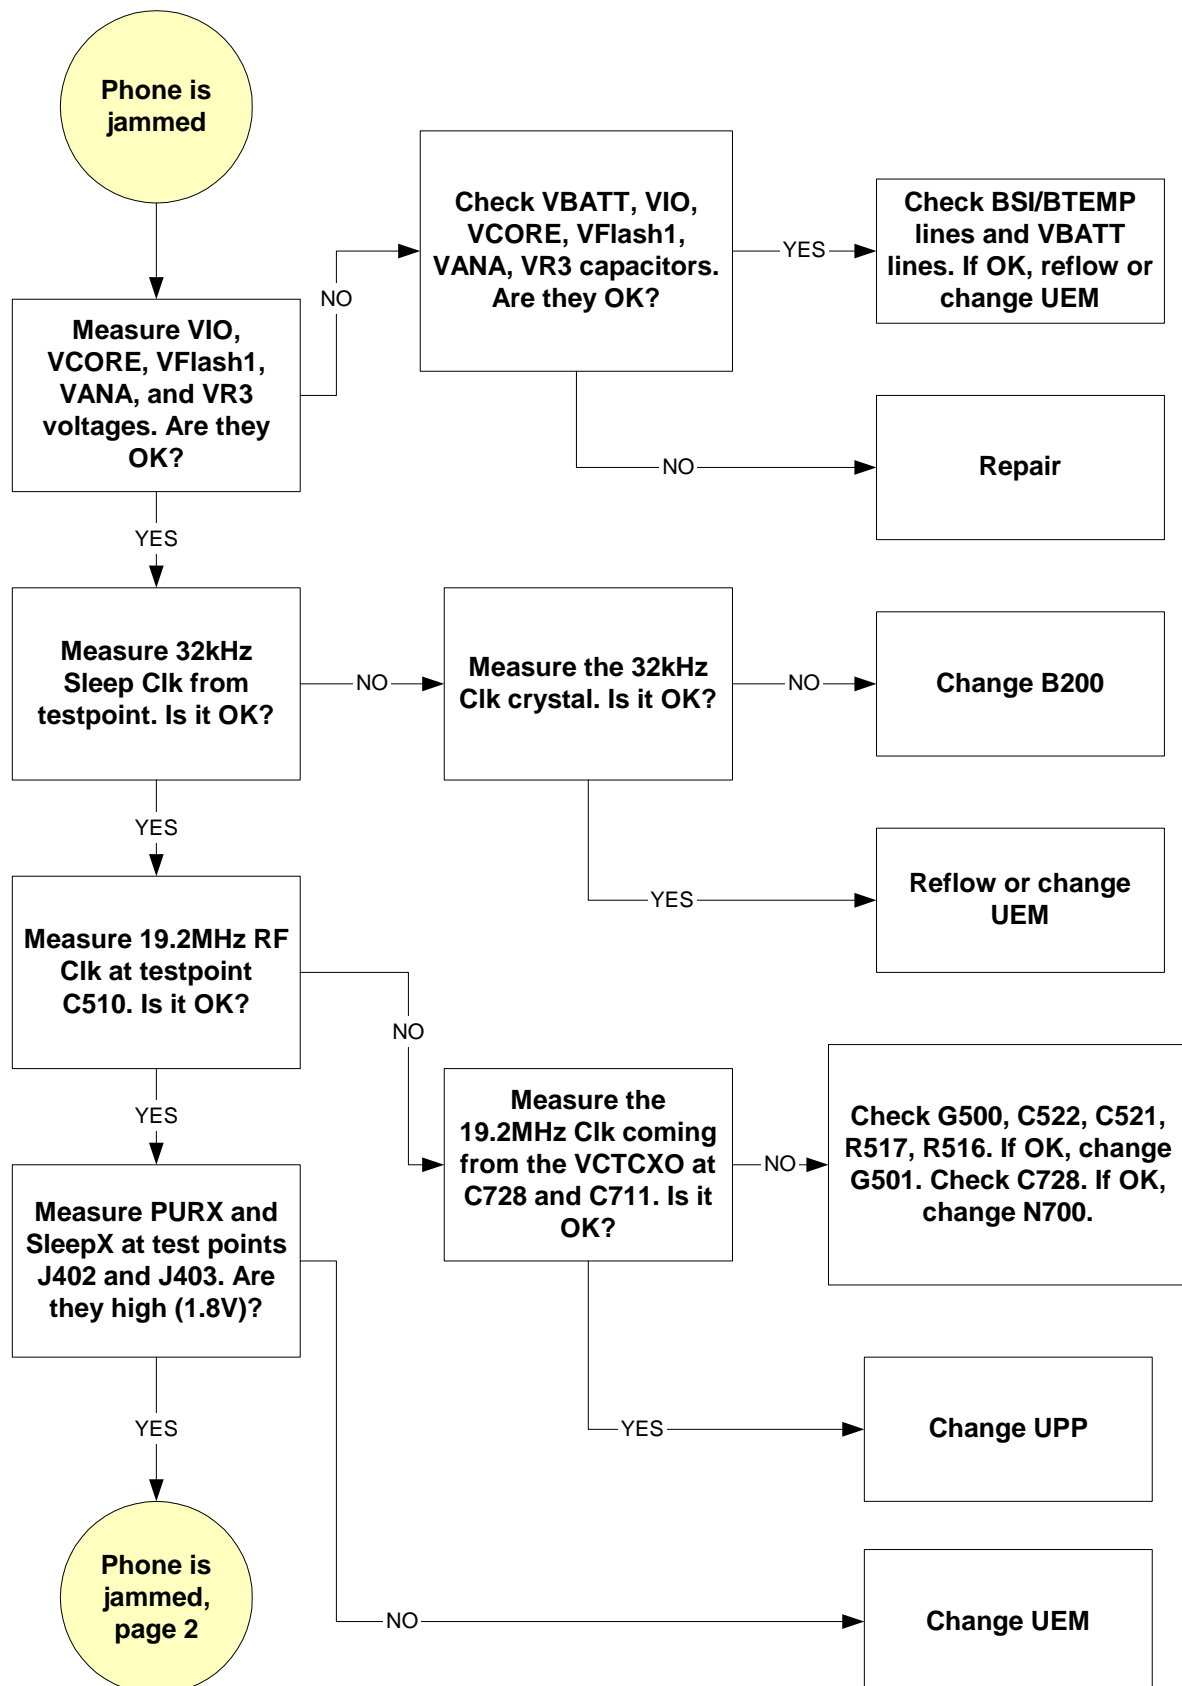 Phone is
jammed
Check VBATT, VIO,
VCORE, VFlash1,
VANA, VR3 capacitors.
Are they OK?
YES
Check BSI/BTEMP
lines and VBATT
lines. If OK, reflow or
change UEM
NO
Measure VIO,
VCORE, VFlash1,
VANA, and VR3
voltages. Are they
OK?
NO
Repair
YES
Measure 32kHz
Sleep Clk from
testpoint. Is it OK?
NO
Measure the 32kHz
Clk crystal. Is it OK?
NO
Change B200
YES
YES
Reflow or change
UEM
Measure 19.2MHz RF
Clk at testpoint
C510. Is it OK?
NO
Measure the
19.2MHz Clk coming
from the VCTCXO at
C728 and C711. Is it
OK?
NO
Check G500, C522, C521,
R517, R516. If OK, change
G501. Check C728. If OK,
change N700.
YES
Measure PURX and
SleepX at test points
J402 and J403. Are
they high (1.8V)?
YES
Change UPP
YES
Phone is
jammed,
page 2
NO
Change UEM